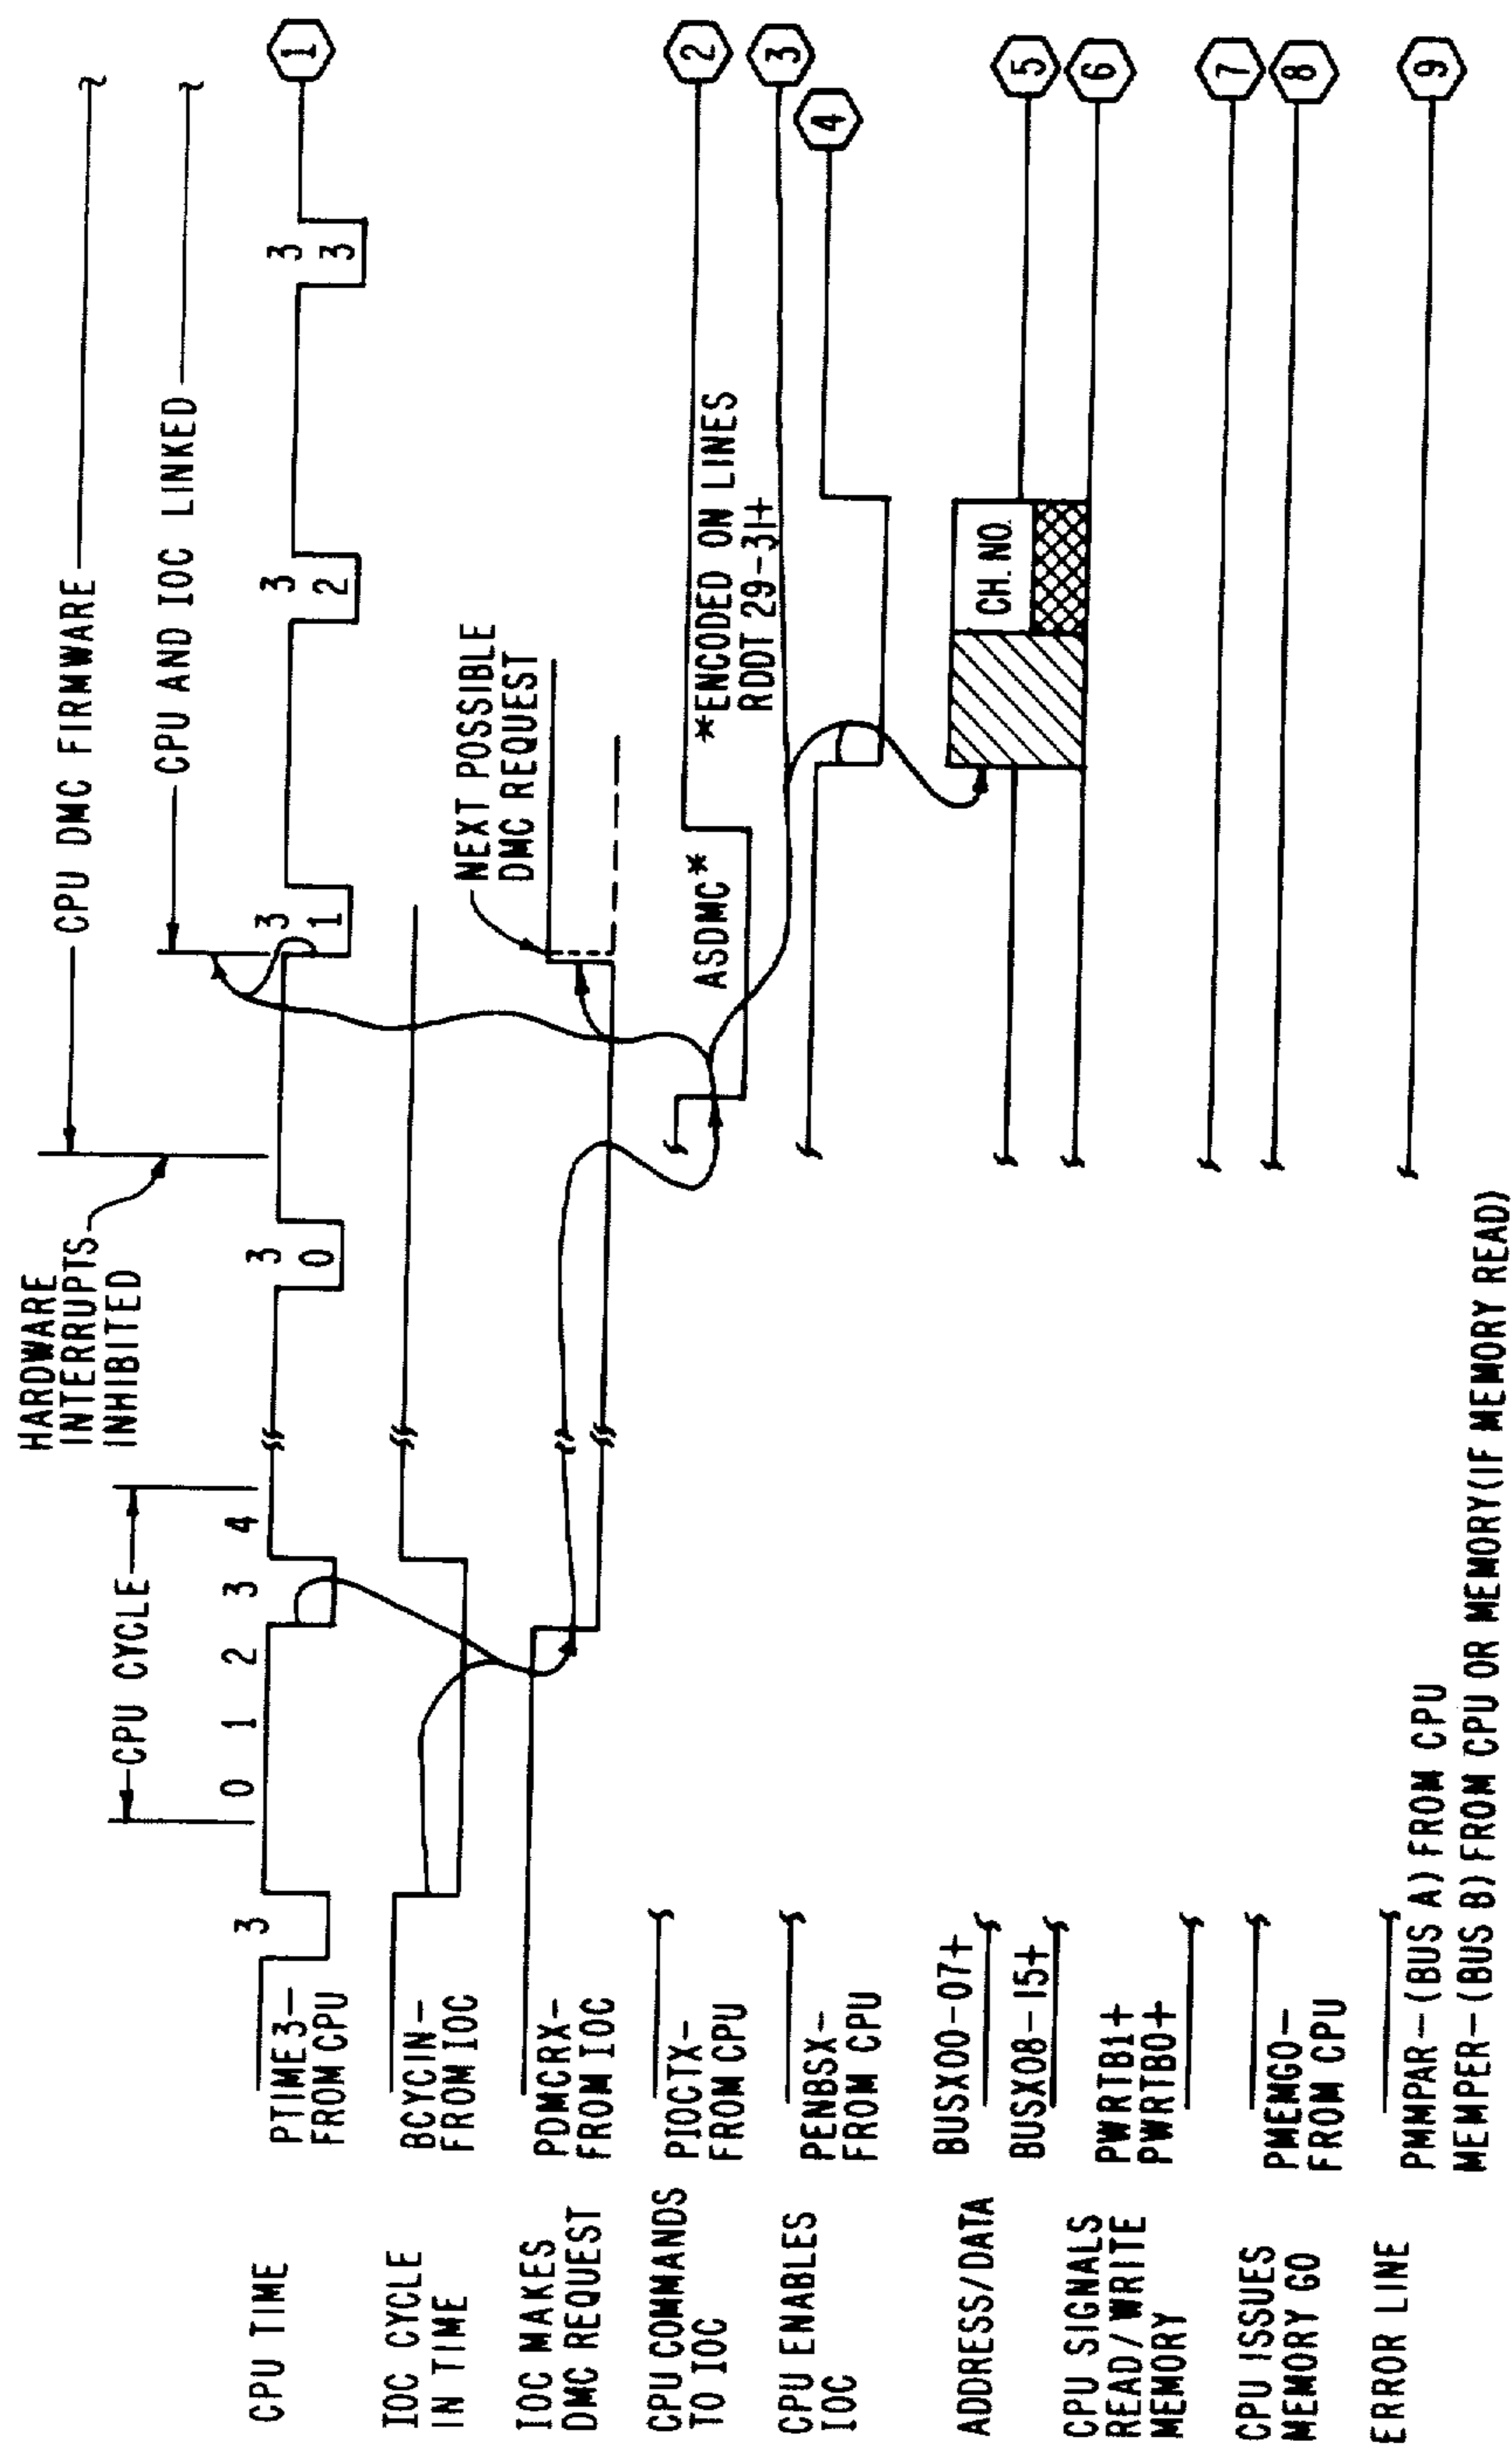 HARDWARE
INTERRUPTS
INHIBITED
CPU DMC FIRMWARE
CPU AND IOC LINKED
CPU CYCLE
CPU TIME
PTIME3-
FROM CPU
3
0 1 2 3 4
3
0
3
1
3
2
3
3
1
IOC CYCLE
IN TIME
BCYCIN-
FROM IOC
NEXT POSSIBLE
DMC REQUEST
IOC MAKES
DMC REQUEST
PDMCRX-
FROM IOC
CPU COMMANDS
TO IOC
PIOCTX-
FROM CPU
ASDMC*
*ENCODED ON LINES
RDDT 29-31+
2
3
CPU ENABLES
IOC
PENBSX-
FROM CPU
4
ADDRESS/DATA
BUSX00-07+
BUSX08-15+
CH. NO.
5
6
CPU SIGNALS
READ/WRITE
MEMORY
PWRTB1+
PWRTB0+
7
CPU ISSUES
MEMORY GO
PMEMGO-
FROM CPU
8
ERROR LINE
PMMPAR-(BUS A) FROM CPU
MEMPER-(BUS B) FROM CPU OR MEMORY (IF MEMORY READ)
9